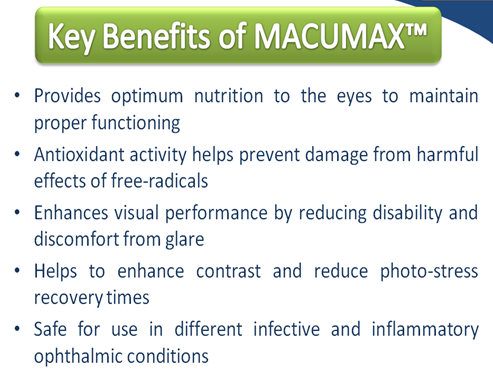 Key Benefits of MACUMAX™
• Provides optimum nutrition to the eyes to maintain
proper functioning
• Antioxidant activity helps prevent damage from harmful
effects of free-radicals
• Enhances visual performance by reducing disability and
discomfort from glare
• Helps to enhance contrast and reduce photo-stress
recovery times
• Safe for use in different infective and inflammatory
ophthalmic conditions